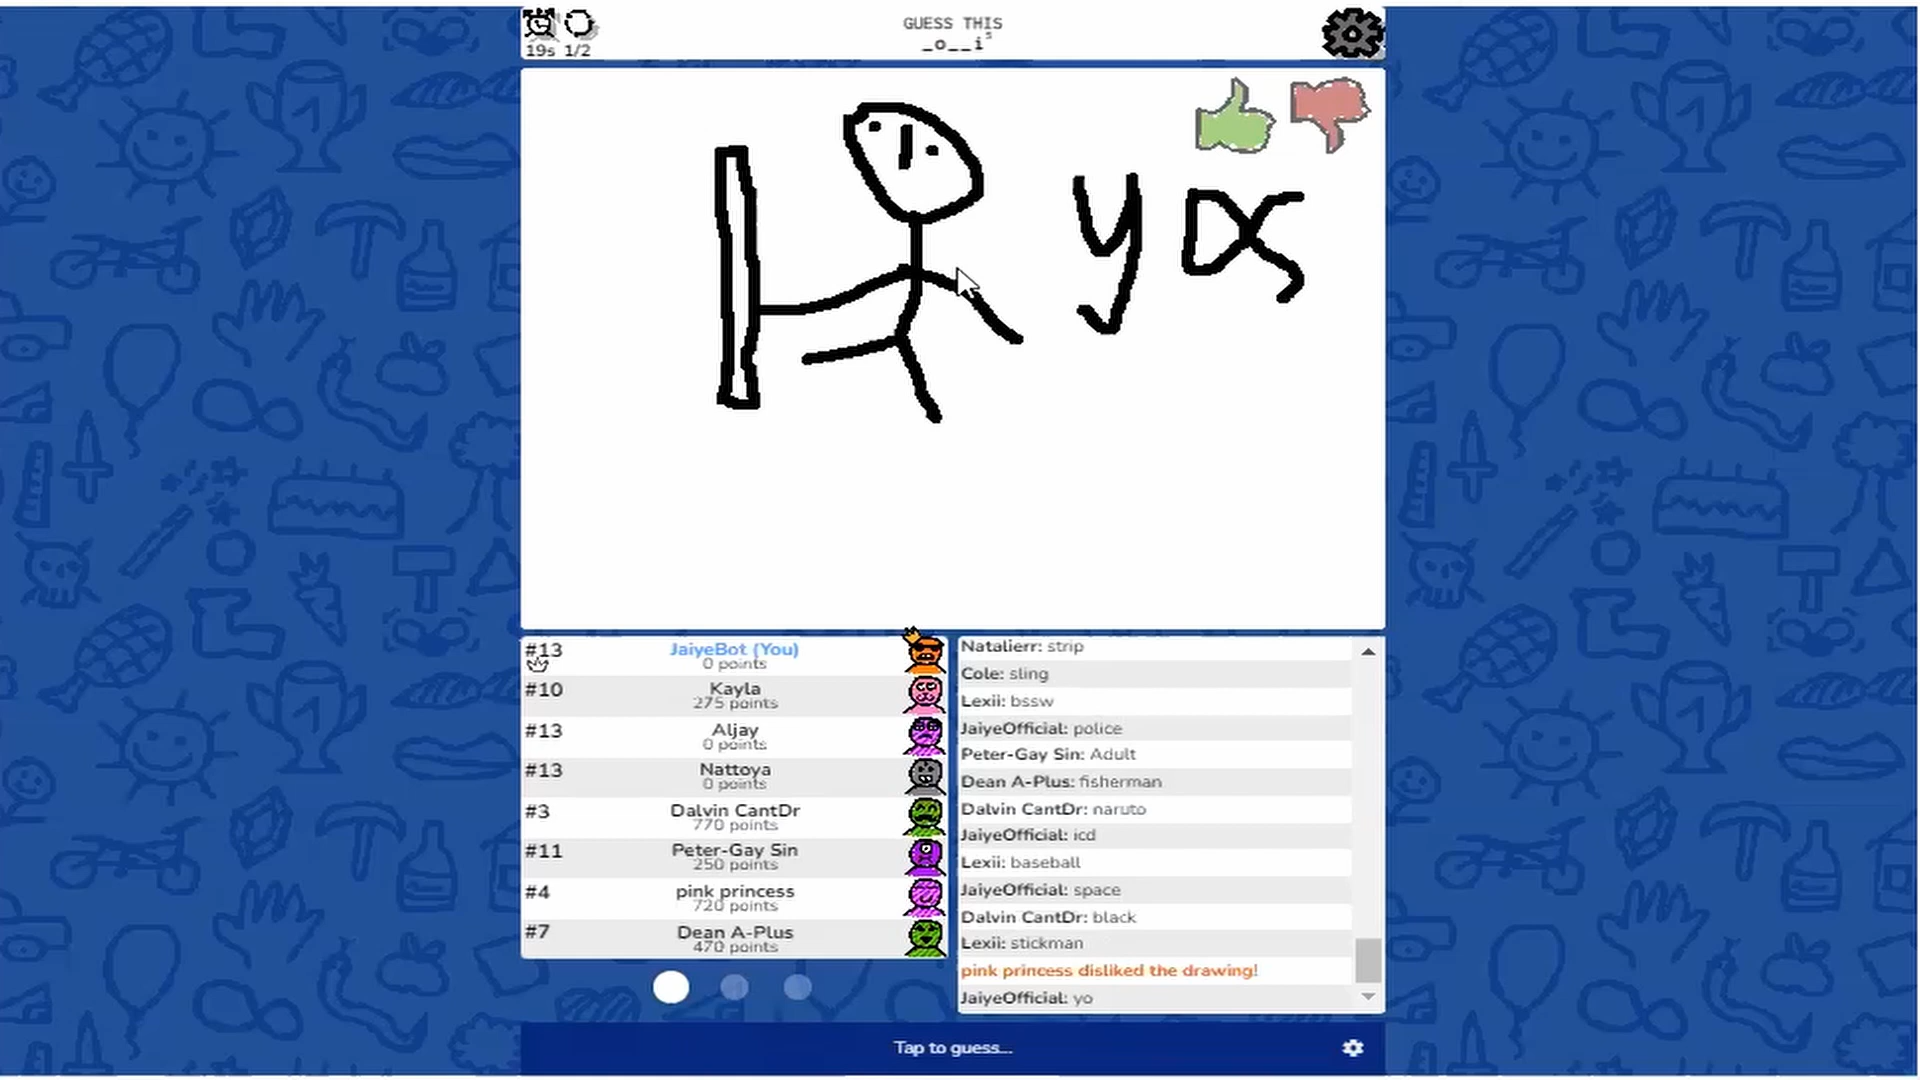 GUESS THIS
_o__i⁵
19s 1/2
#13 JaiyeBot (You)
0 points
#10 Kayla
275 points
#13 Aljay
0 points
#13 Nattoya
0 points
#3 Dalvin CantDr
770 points
#11 Peter-Gay Sin
250 points
#4 pink princess
720 points
#7 Dean A-Plus
470 points
Natalierr: strip
Cole: sling
Lexii: bssw
JaiyeOfficial: police
Peter-Gay Sin: Adult
Dean A-Plus: fisherman
Dalvin CantDr: naruto
JaiyeOfficial: icd
Lexii: baseball
JaiyeOfficial: space
Dalvin CantDr: black
Lexii: stickman
pink princess disliked the drawing!
JaiyeOfficial: yo
Tap to guess...